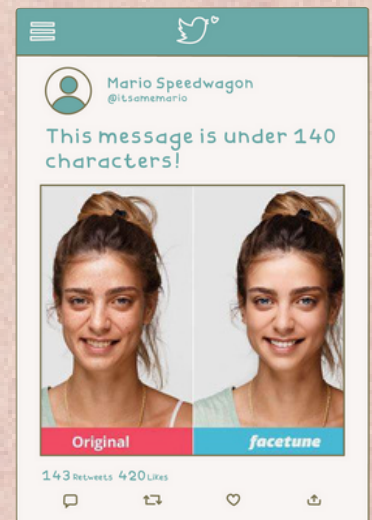 Mario Speedwagon
@itsamemario
This message is under 140
characters!
Original
facetune
143 Retweets 420 Likes